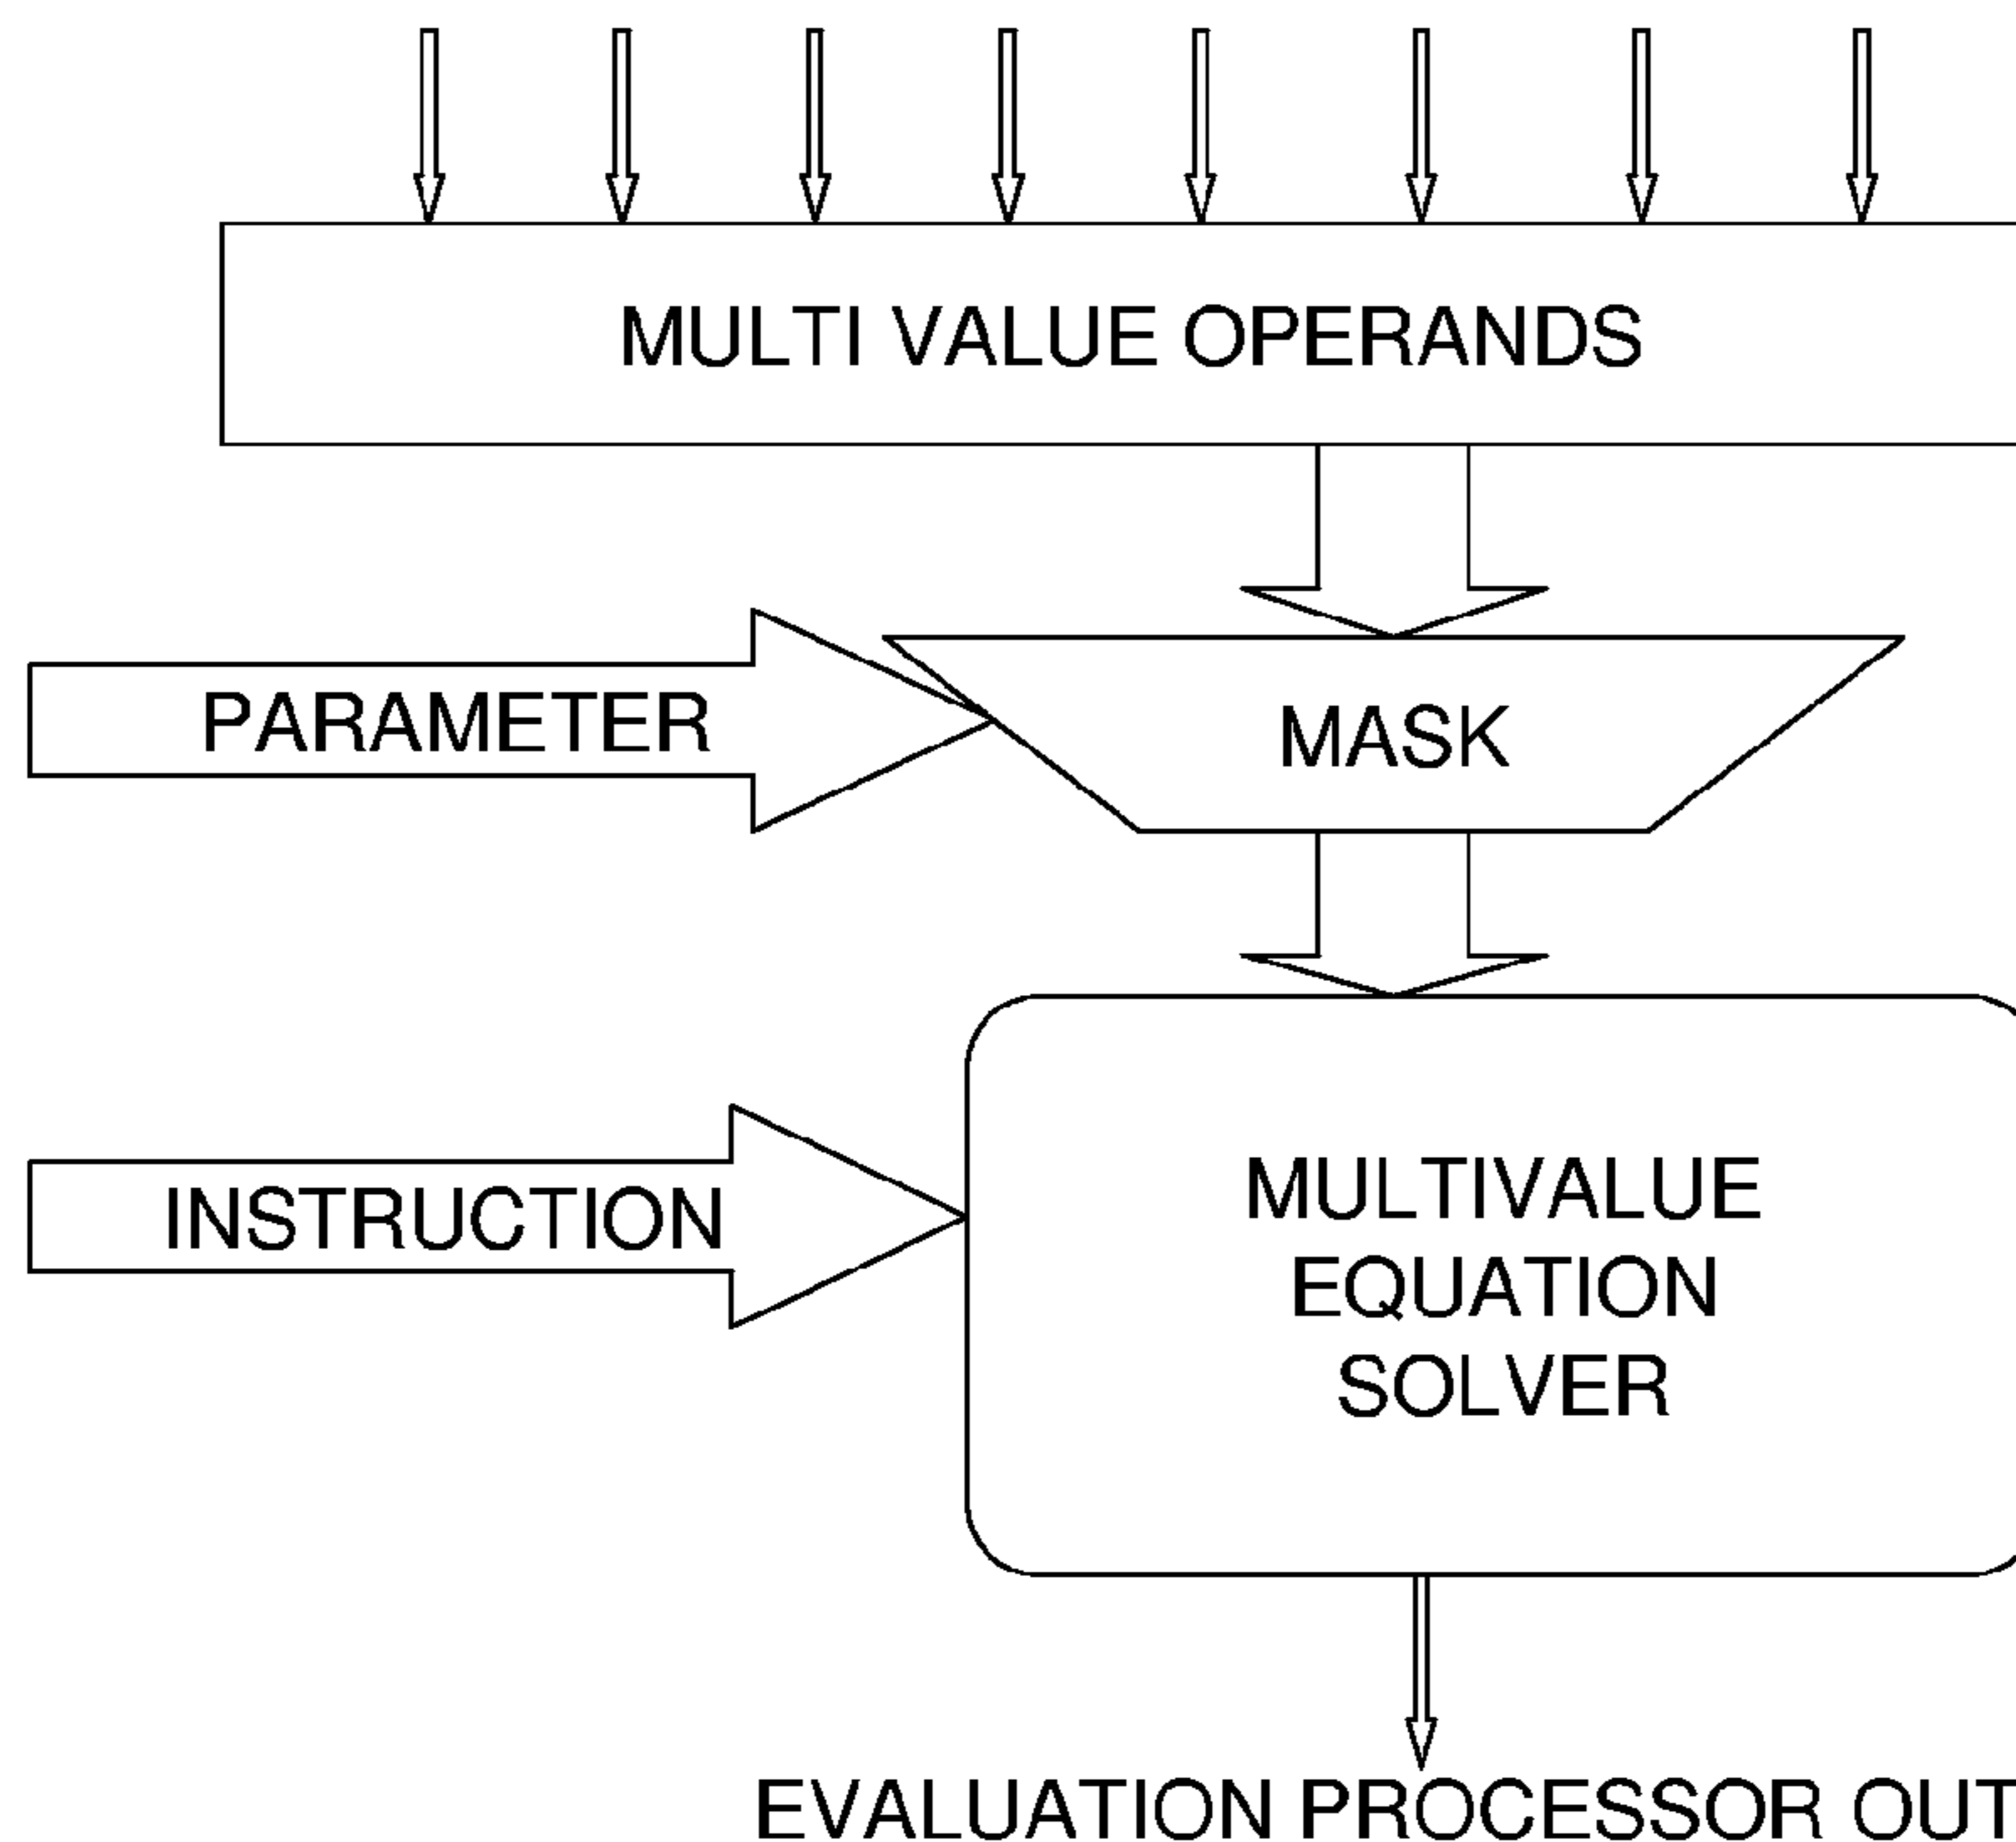 MULTI VALUE OPERANDS
PARAMETER
MASK
INSTRUCTION
MULTIVALUE
EQUATION
SOLVER
EVALUATION PROCESSOR OUT